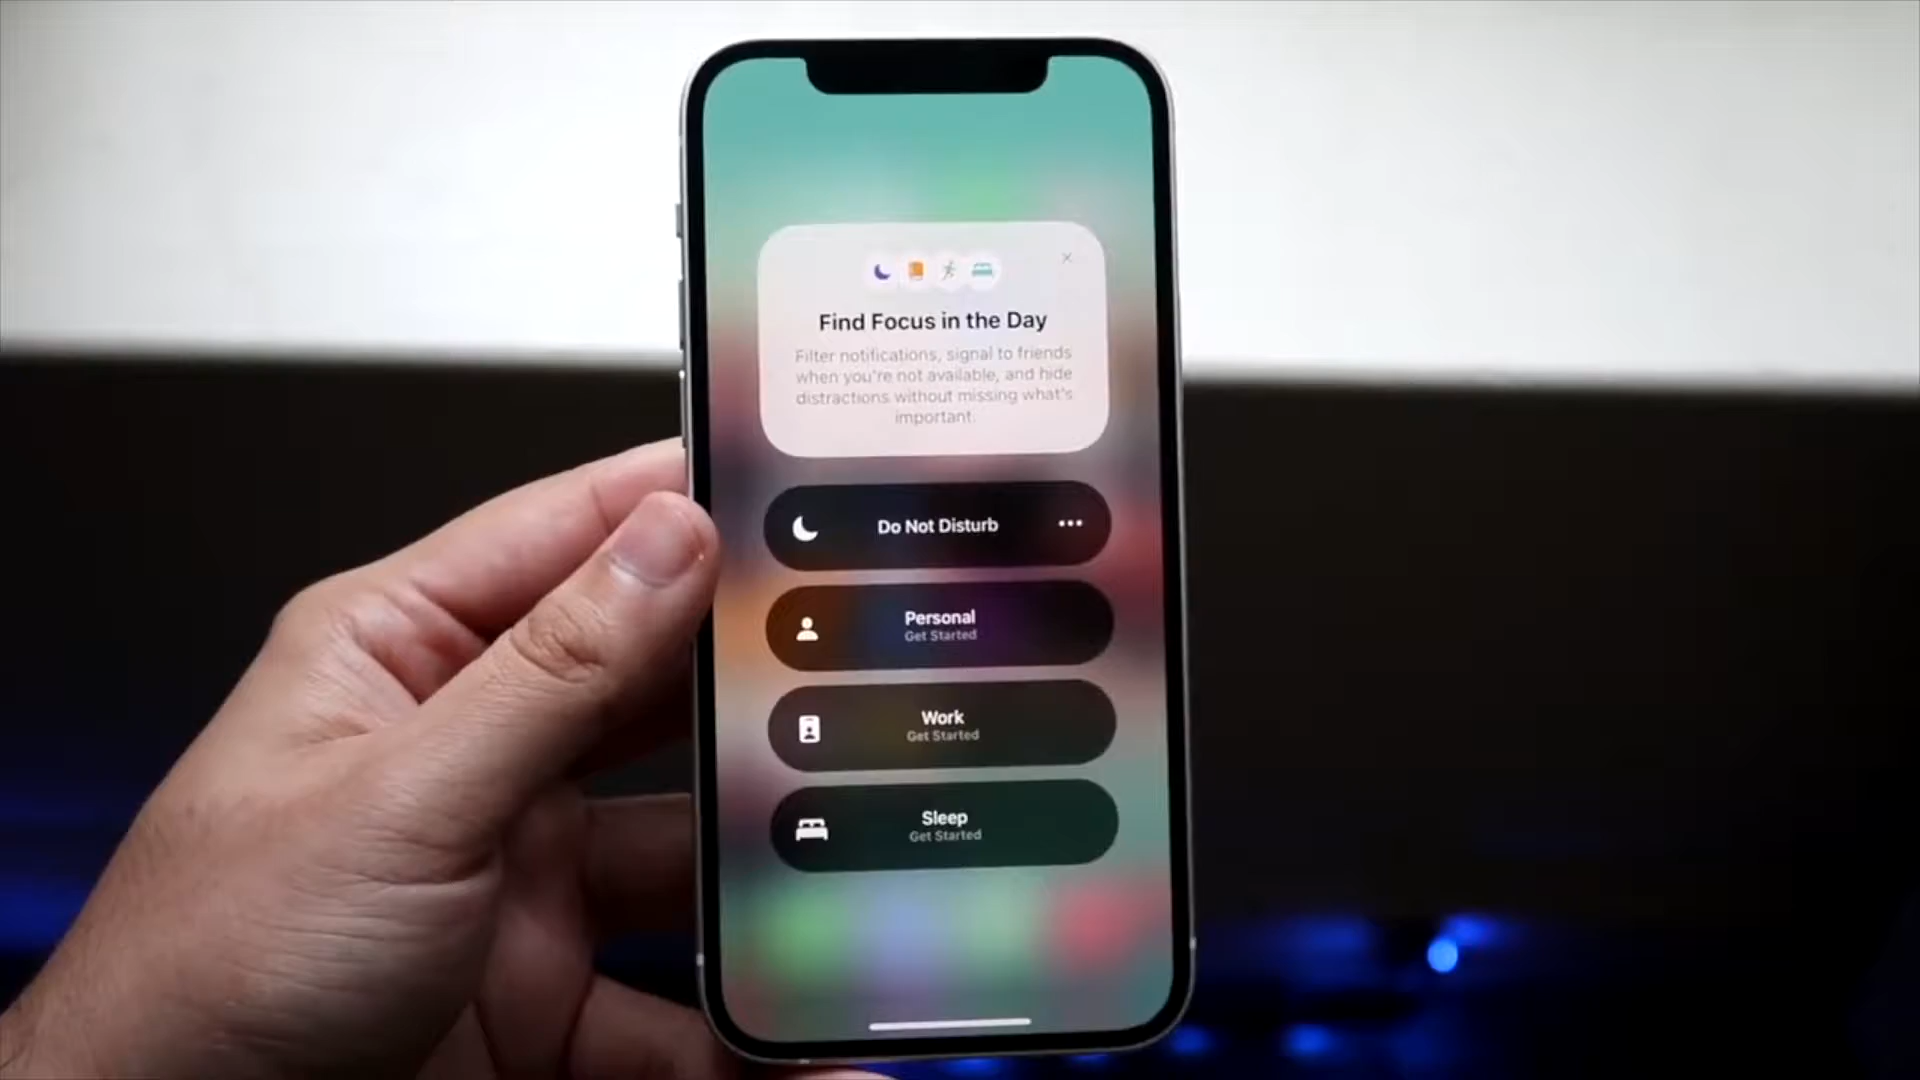 Find Focus in the Day
Filter notifications, signal to friends
when you're not available, and hide
distractions without missing what's
important.
Do Not Disturb
Personal
Get Started
Work
Get Started
Sleep
Get Started